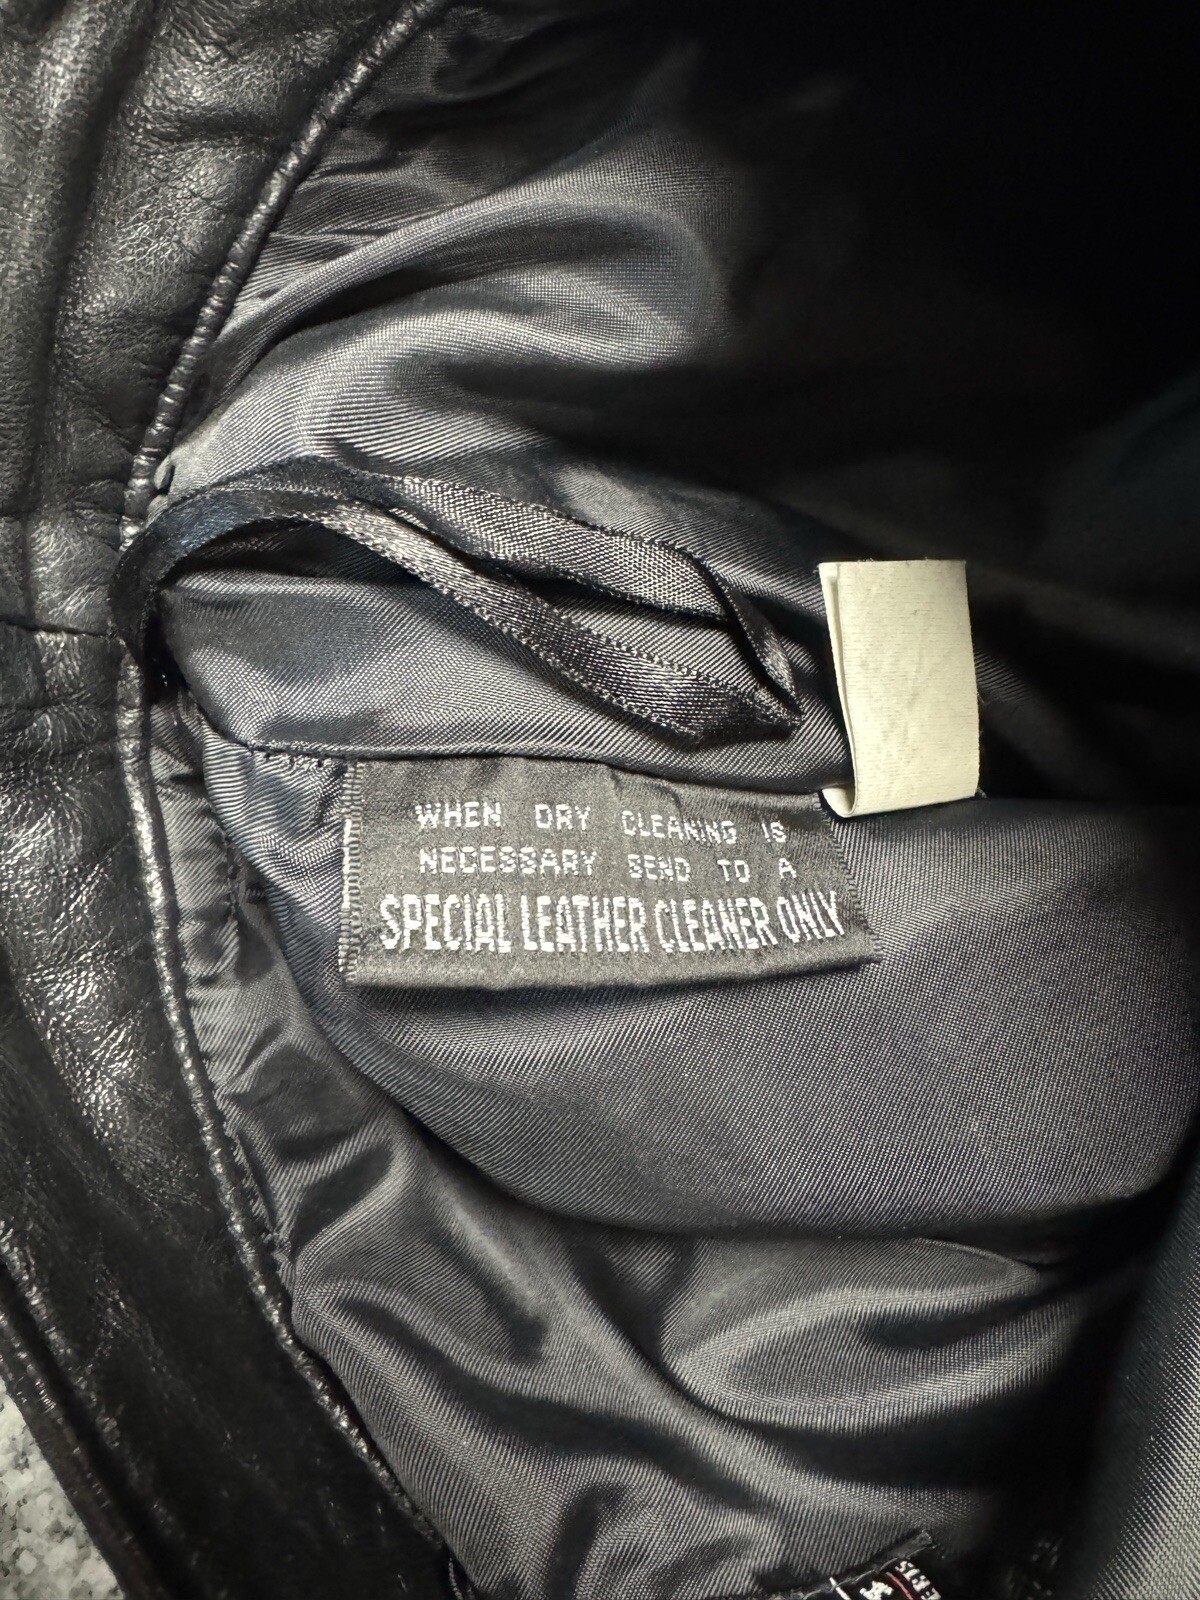 WHEN DRY CLEANING IS
NECESSARY SEND TO A
SPECIAL LEATHER CLEANER ONLY